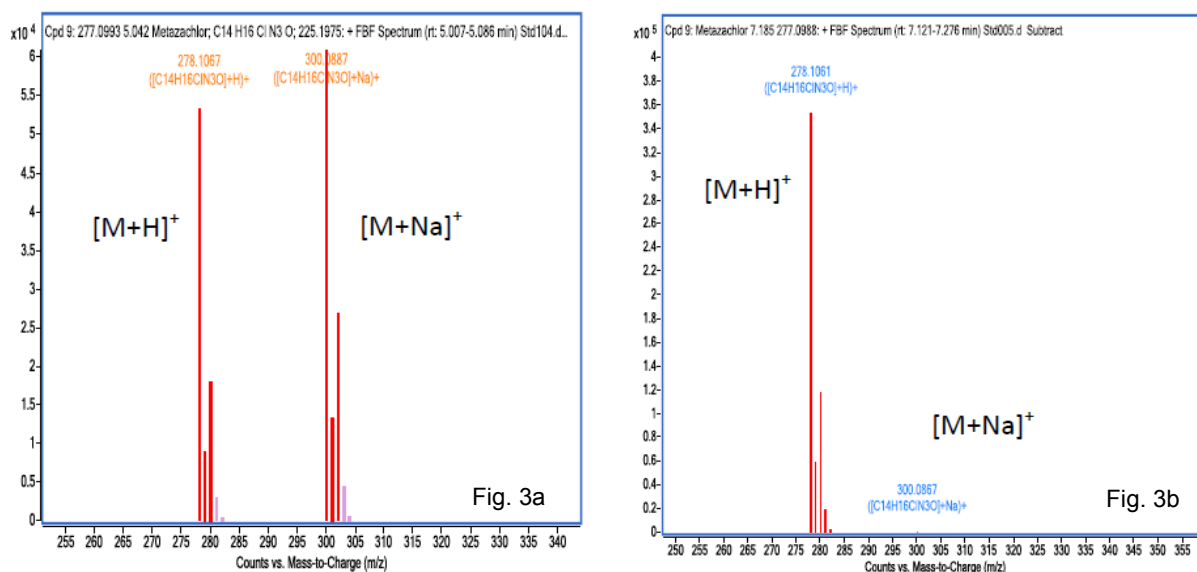 x10⁴ Cpd 9: 277.0993 5.042 Metazachlor; C14 H16 Cl N3 O; 225.1975: + FBF Spectrum (rt: 5.007-5.086 min) Std104.d...
6-
5.5-
5-
4.5-
4-
3.5-
3-
2.5-
2-
1.5-
1-
0.5-
0-
278.1067
([C14H16ClN3O]+H)+
300.0887
([C14H16ClN3O]+Na)+
[M+H]⁺
[M+Na]⁺
Fig. 3a
255 260 265 270 275 280 285 290 295 300 305 310 315 320 325 330 335 340
Counts vs. Mass-to-Charge (m/z)
x10⁵ Cpd 9: Metazachlor 7.185 277.0988: + FBF Spectrum (rt: 7.121-7.276 min) Std005.d Subtract
4-
3.8-
3.6-
3.4-
3.2-
3-
2.8-
2.6-
2.4-
2.2-
2-
1.8-
1.6-
1.4-
1.2-
1-
0.8-
0.6-
0.4-
0.2-
0-
278.1061
([C14H16ClN3O]+H)+
[M+H]⁺
[M+Na]⁺
300.0867
([C14H16ClN3O]+Na)+
Fig. 3b
250 255 260 265 270 275 280 285 290 295 300 305 310 315 320 325 330 335 340 345 350 355
Counts vs. Mass-to-Charge (m/z)